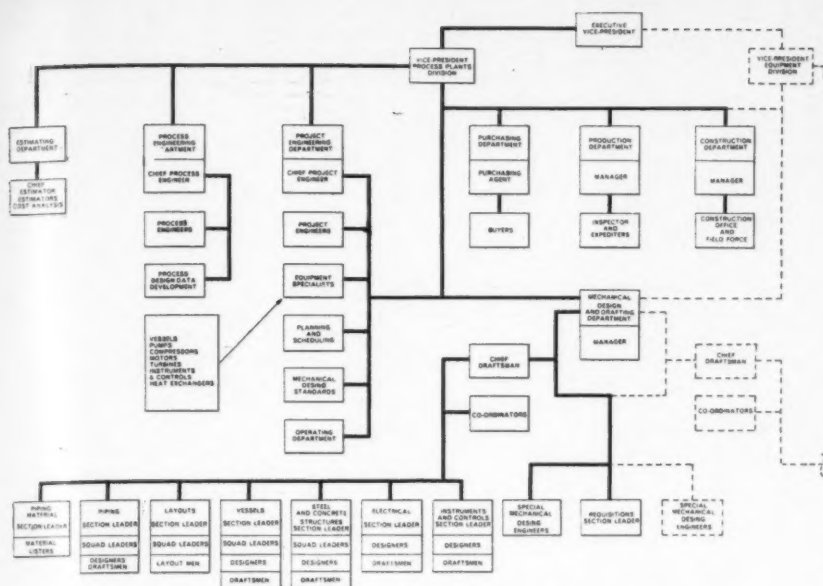 EXECUTIVE
VICE-PRESIDENT
VICE-PRESIDENT
PROCESS PLANTS
DIVISION
VICE-PRESIDENT
EQUIPMENT
DIVISION
ESTIMATING
DEPARTMENT
CHIEF
ESTIMATOR
ESTIMATORS
COST ANALYSIS
PROCESS
ENGINEERING
ARTMENT
CHIEF PROCESS
ENGINEER
PROCESS
ENGINEERS
PROCESS
DESIGN DATA
DEVELOPMENT
PROJECT
ENGINEERING
DEPARTMENT
CHIEF PROJECT
ENGINEER
PROJECT
ENGINEERS
EQUIPMENT
SPECIALISTS
PLANNING
AND
SCHEDULING
MECHANICAL
DESING
STANDARDS
OPERATING
DEPARTMENT
VESSELS
PUMPS
COMPRESSORS
MOTORS
TURBINES
INSTRUMENTS
& CONTROLS
HEAT EXCHANGERS
PURCHASING
DEPARTMENT
PURCHASING
AGENT
BUYERS
PRODUCTION
DEPARTMENT
MANAGER
INSPECTOR
AND
EXPEDITERS
CONSTRUCTION
DEPARTMENT
MANAGER
CONSTRUCTION
OFFICE
AND
FIELD FORCE
MECHANICAL
DESIGN
AND DRAFTING
DEPARTMENT
MANAGER
CHIEF
DRAFTSMAN
CO-ORDINATORS
CHIEF
DRAFTSMAN
CO-ORDINATORS
PIPING
MATERIAL
SECTION LEADER
MATERIAL
LISTERS
PIPING
SECTION LEADER
SQUAD LEADERS
DESIGNERS
DRAFTSMEN
LAYOUTS
SECTION LEADER
SQUAD LEADERS
LAYOUT MEN
VESSELS
SECTION LEADER
SQUAD LEADERS
DESIGNERS
DRAFTSMEN
STEEL
AND CONCRETE
STRUCTURES
SECTION LEADER
SQUAD LEADERS
DESIGNERS
DRAFTMEN
ELECTRICAL
SECTION LEADER
DESIGNERS
DRAFTSMEN
INSTRUMENTS
AND CONTROLS
SECTION LEADER
DESIGNERS
DRAFTMEN
SPECIAL
MECHANICAL
DESING
ENGINEERS
REQUISITIONS
SECTION LEADER
SPECIAL
MECHANICAL
DESING
ENGINEERS